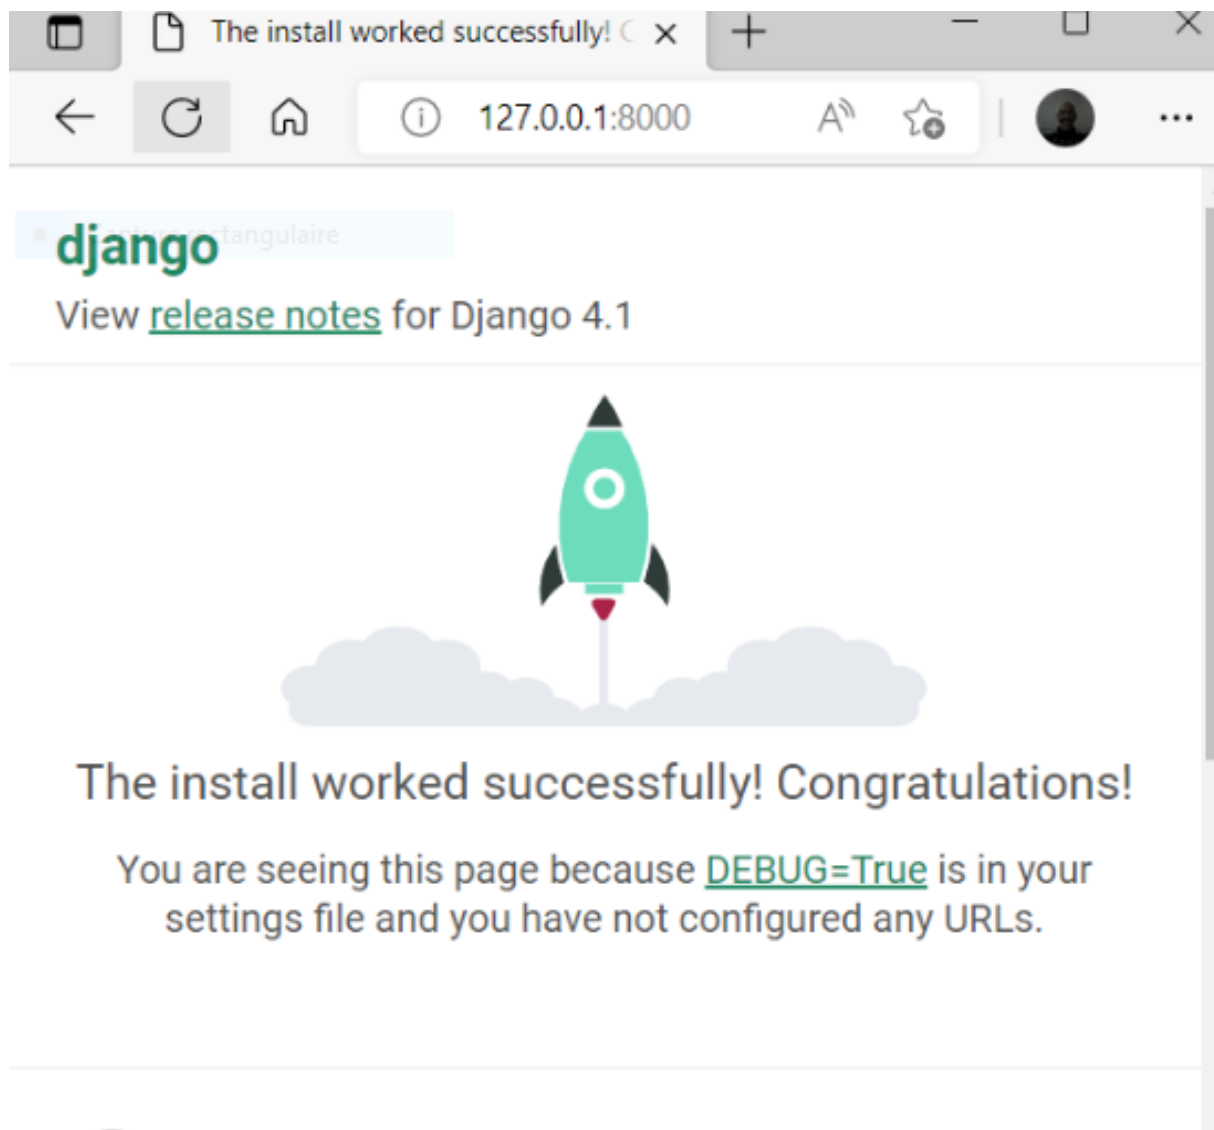 The install worked successfully! C
127.0.0.1:8000
Capture rectangulaire
django
View release notes for Django 4.1
The install worked successfully! Congratulations!
You are seeing this page because DEBUG=True is in your
settings file and you have not configured any URLs.